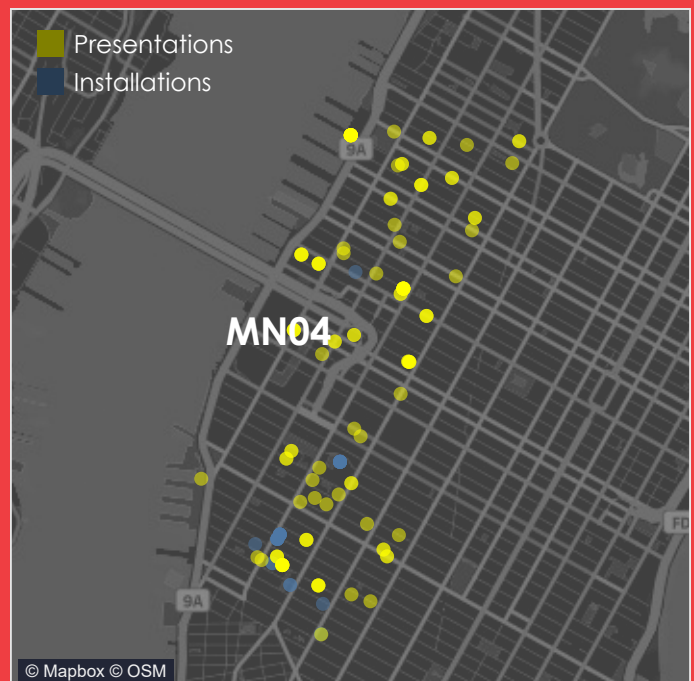 Presentations
Installations
9A
MN04
FD
9A
© Mapbox © OSM